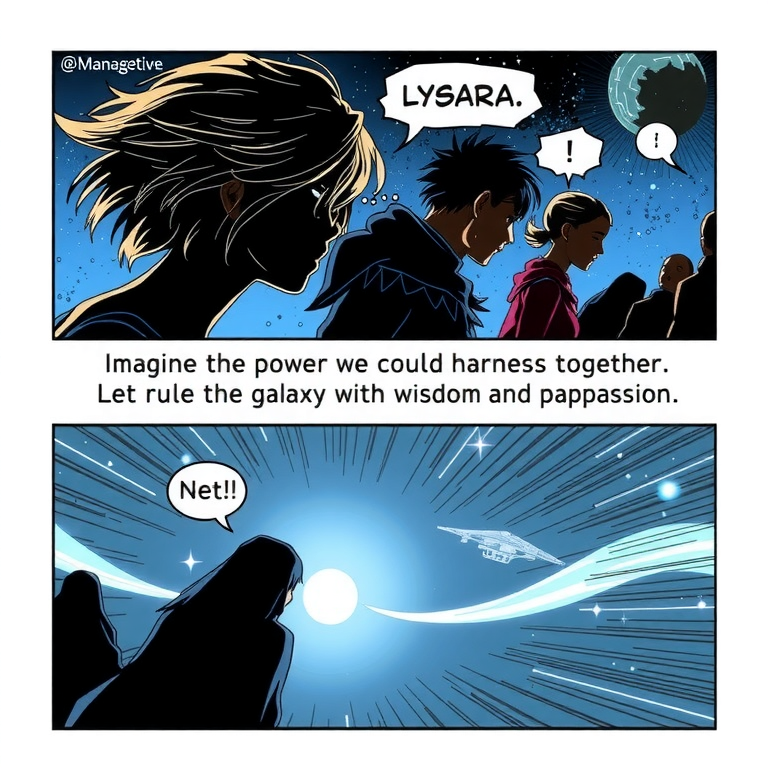 @Managetive
LYSARA.
!
Imagine the power we could harness together.
Let rule the galaxy with wisdom and pappassion.
Net!!